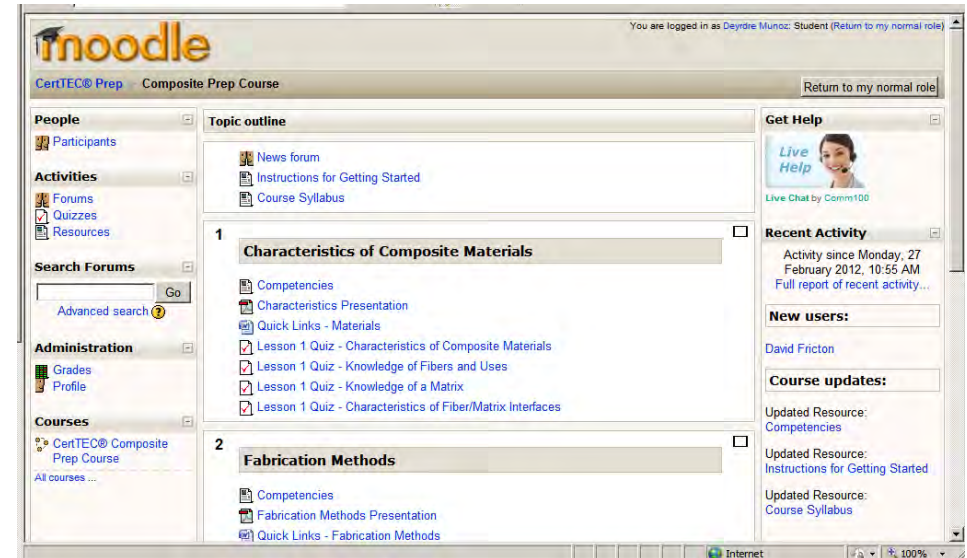 moodle
You are logged in as Deyrdre Munoz: Student (Return to my normal role)
CertTEC® Prep Composite Prep Course
Return to my normal role
People
Participants
Activities
Forums
Quizzes
Resources
Search Forums
Go
Advanced search ?
Administration
Grades
Profile
Courses
CertTEC® Composite
Prep Course
All courses ...
Topic outline
News forum
Instructions for Getting Started
Course Syllabus
1
Characteristics of Composite Materials
Competencies
Characteristics Presentation
Quick Links - Materials
Lesson 1 Quiz - Characteristics of Composite Materials
Lesson 1 Quiz - Knowledge of Fibers and Uses
Lesson 1 Quiz - Knowledge of a Matrix
Lesson 1 Quiz - Characteristics of Fiber/Matrix Interfaces
2
Fabrication Methods
Competencies
Fabrication Methods Presentation
Quick Links - Fabrication Methods
Get Help
Live
Help
Live Chat by Comm100
Recent Activity
Activity since Monday, 27
February 2012, 10:55 AM
Full report of recent activity...
New users:
David Fricton
Course updates:
Updated Resource:
Competencies
Updated Resource:
Instructions for Getting Started
Updated Resource:
Course Syllabus
Internet
100%